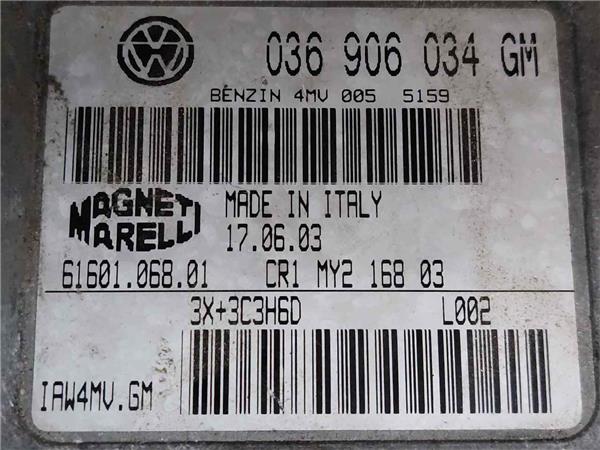 036 906 034 GM
BENZIN 4MV 005 5159
MAGNETI MARELLI
MADE IN ITALY
17.06.03
61601.068.01 CR1 MY2 168 03
3X+3C3H6D L002
IAW4MV.GM